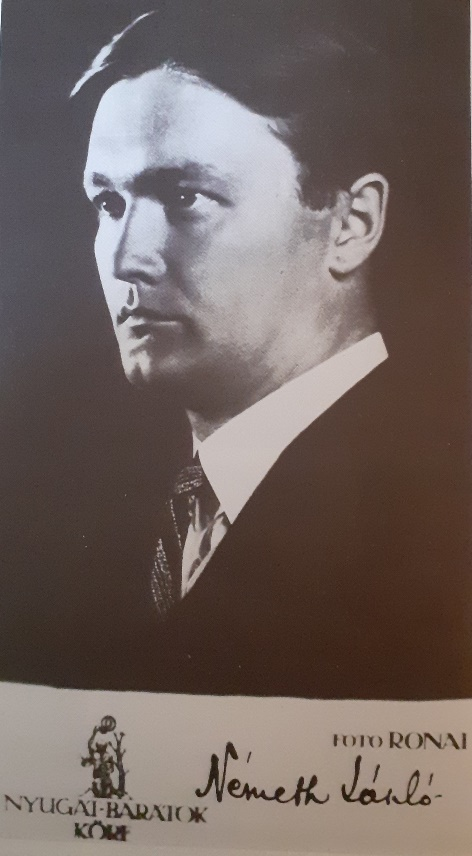 FOTO RONAI
Németh László
NYUGAT-BARÁTOK
KÖRE